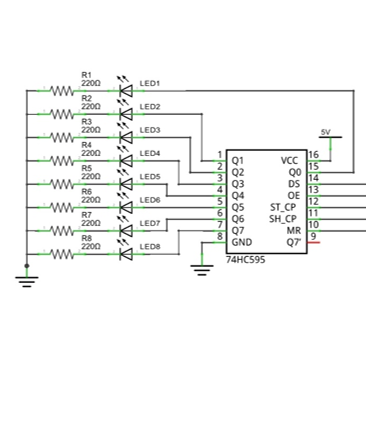 R1
220Ω
LED1
R2
220Ω
LED2
R3
220Ω
LED3
R4
220Ω
LED4
R5
220Ω
LED5
R6
220Ω
LED6
R7
220Ω
LED7
R8
220Ω
LED8
5V
1 Q1 VCC 16
2 Q2 Q0 15
3 Q3 DS 14
4 Q4 OE 13
5 Q5 ST_CP 12
6 Q6 SH_CP 11
7 Q7 MR 10
8 GND Q7' 9
74HC595